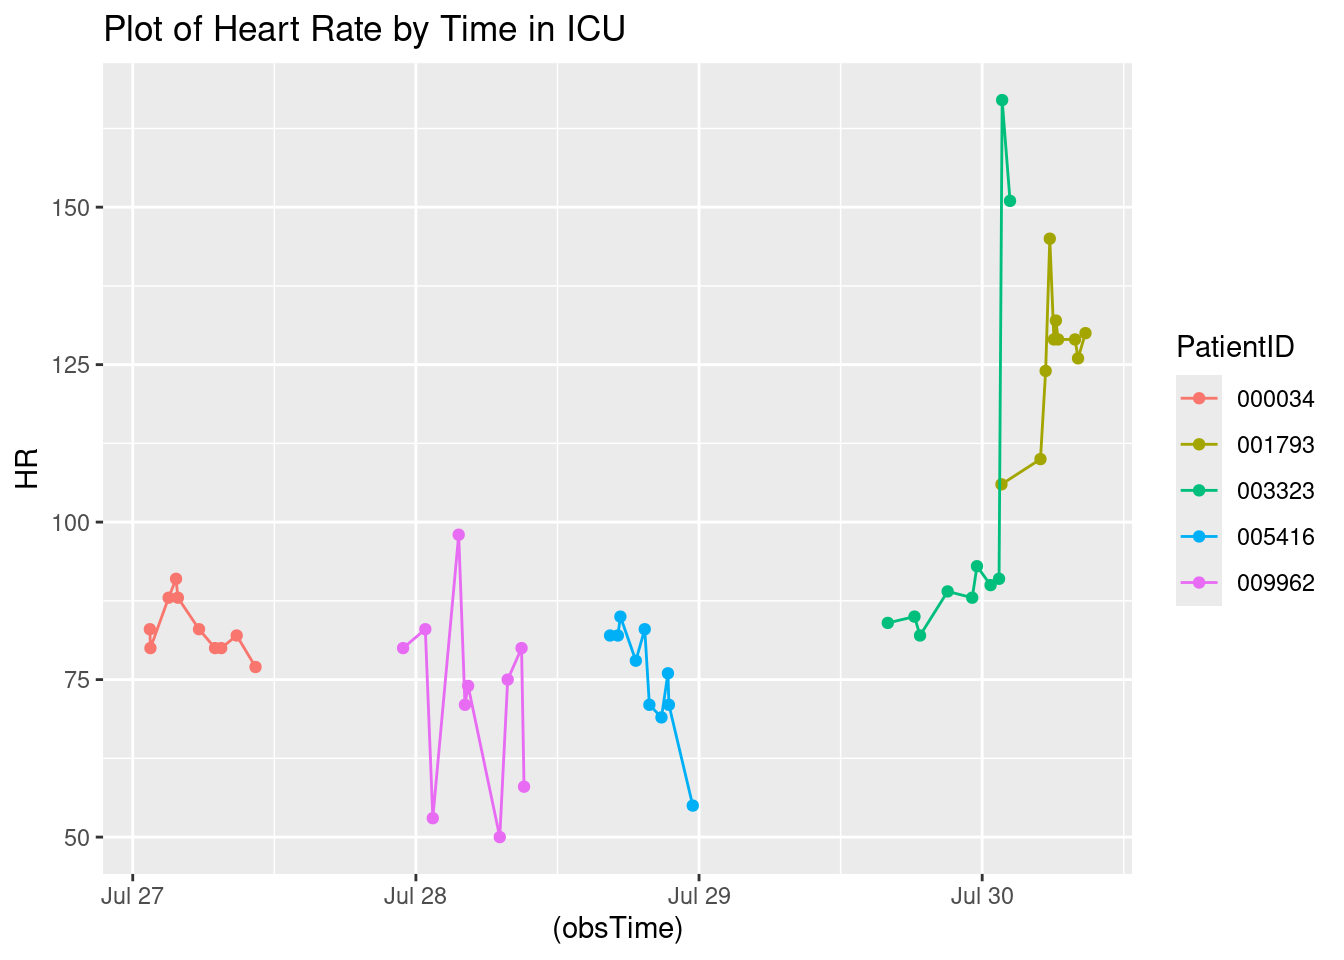 Plot of Heart Rate by Time in ICU
150
125
100
75
50
HR
Jul 27 Jul 28 Jul 29 Jul 30
(obsTime)
PatientID
000034
001793
003323
005416
009962